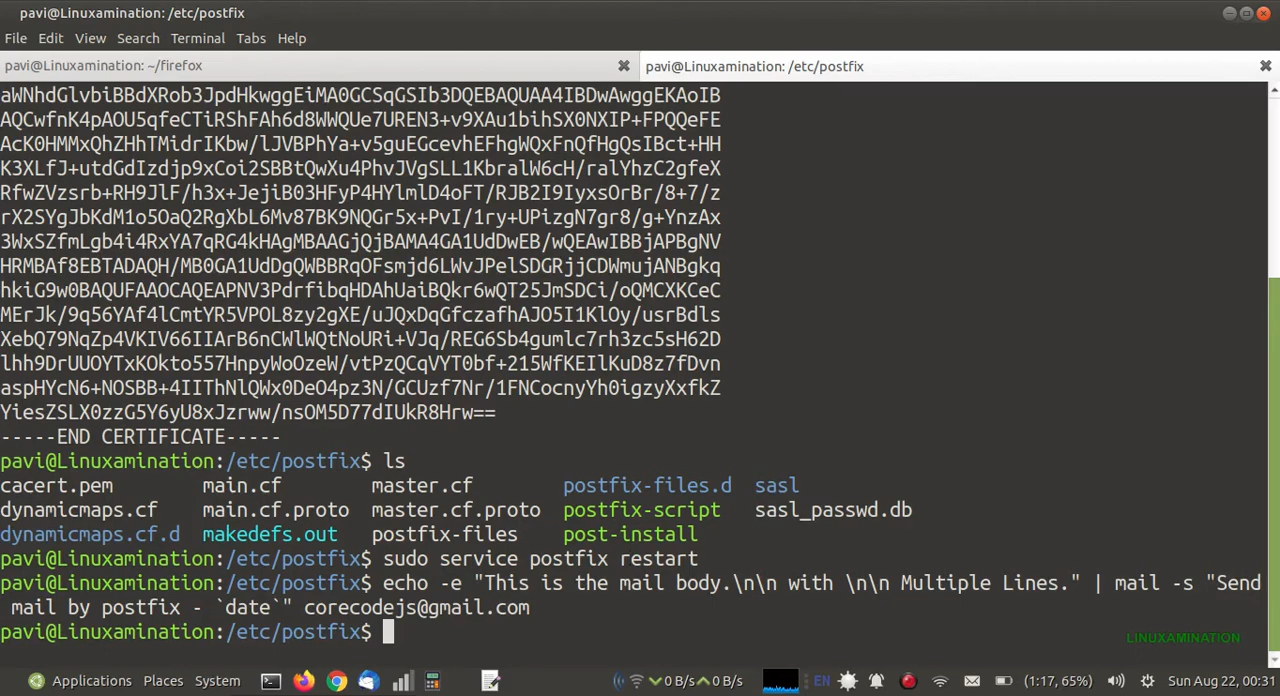 pavi@Linuxamination: /etc/postfix
File Edit View Search Terminal Tabs Help
pavi@Linuxamination: ~/firefox
pavi@Linuxamination: /etc/postfix
aWNhdGlvbiBBdXRob3JpdHkwggEiMA0GCSqGSIb3DQEBAQUAA4IBDwAwggEKAoIB
AQCwfnK4pAOU5qfeCTiRShFAh6d8WWQUe7UREN3+v9XAu1bihSX0NXIP+FPQQeFE
AcK0HMMxQhZHhTMidrIKbw/lJVBPhYa+v5guEGcevhEFhgWQxFnQfHgQsIBct+HH
K3XLfJ+utdGdIzdjp9xCoi2SBBtQwXu4PhvJVgSLL1KbralW6cH/ralYhzC2gfeX
RfwZVzsrb+RH9JlF/h3x+JejiB03HFyP4HYlmlD4oFT/RJB2I9IyxsOrBr/8+7/z
rX2SYgJbKdM1o5OaQ2RgXbL6Mv87BK9NQGr5x+PvI/1ry+UPizgN7gr8/g+YnzAx
3WxSZfmLgb4i4RxYA7qRG4kHAgMBAAGjQjBAMA4GA1UdDwEB/wQEAwIBBjAPBgNV
HRMBAf8EBTADAQH/MB0GA1UdDgQWBBRqOFsmjd6LWvJPelSDGRjjCDWmujANBgkq
hkiG9w0BAQUFAAOCAQEAPNV3PdrfibqHDAhUaiBQkr6wQT25JmSDCi/oQMCXKCeC
MErJk/9q56YAf4lCmtYR5VPOL8zy2gXE/uJQxDqGfczafhAJO5I1KlOy/usrBdls
XebQ79NqZp4VKIV66IIArB6nCWlWQtNoURi+VJq/REG6Sb4gumlc7rh3zc5sH62D
lhh9DrUUOYTxKOkto557HnpyWoOzeW/vtPzQCqVYT0bf+215WfKEIlKuD8z7fDvn
aspHYcN6+NOSBB+4IIThNlQWx0DeO4pz3N/GCUzf7Nr/1FNCocnyYh0igzyXxfkZ
YiesZSLX0zzG5Y6yU8xJzrww/nsOM5D77dIUkR8Hrw==
-----END CERTIFICATE-----
pavi@Linuxamination:/etc/postfix$ ls
cacert.pem main.cf master.cf postfix-files.d sasl
dynamicmaps.cf main.cf.proto master.cf.proto postfix-script sasl_passwd.db
dynamicmaps.cf.d makedefs.out postfix-files post-install
pavi@Linuxamination:/etc/postfix$ sudo service postfix restart
pavi@Linuxamination:/etc/postfix$ echo -e "This is the mail body.\n\n with \n\n Multiple Lines." | mail -s "Send
mail by postfix - `date`" corecodejs@gmail.com
pavi@Linuxamination:/etc/postfix$
LINUXAMINATION
Applications Places System 0 B/s 0 B/s EN (1:17, 65%) Sun Aug 22, 00:31